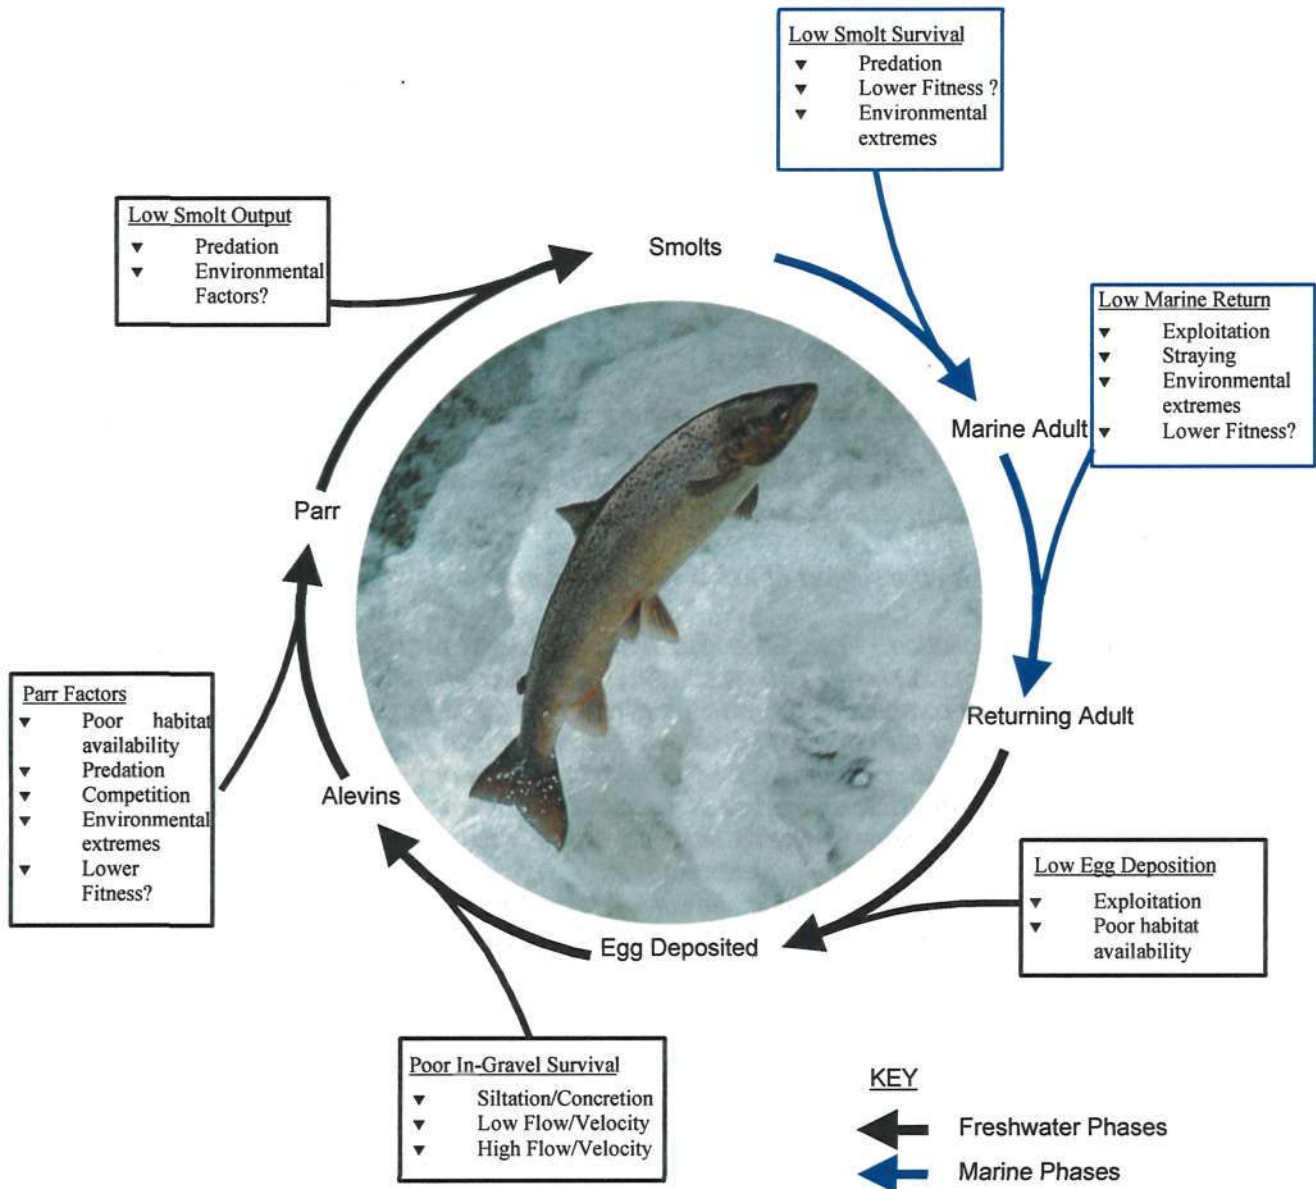 Low Smolt Survival
▼ Predation
▼ Lower Fitness ?
▼ Environmental
extremes
Low Smolt Output
▼ Predation
▼ Environmental
Factors?
Smolts
Low Marine Return
▼ Exploitation
▼ Straying
▼ Environmental
extremes
▼ Lower Fitness?
Marine Adult
Parr
Returning Adult
Parr Factors
▼ Poor habitat
availability
▼ Predation
▼ Competition
▼ Environmental
extremes
▼ Lower
Fitness?
Alevins
Low Egg Deposition
▼ Exploitation
▼ Poor habitat
availability
Egg Deposited
Poor In-Gravel Survival
▼ Siltation/Concretion
▼ Low Flow/Velocity
▼ High Flow/Velocity
KEY
Freshwater Phases
Marine Phases